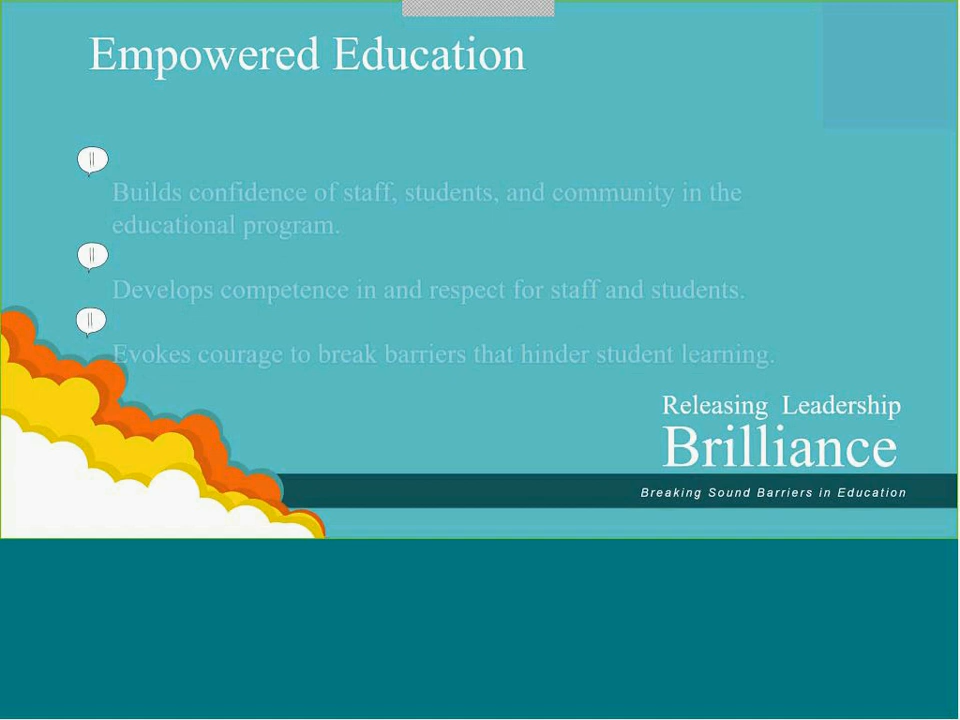 Empowered Education
Builds confidence of staff, students, and community in the
educational program.
Develops competence in and respect for staff and students.
Evokes courage to break barriers that hinder student learning.
Releasing Leadership
Brilliance
Breaking Sound Barriers in Education